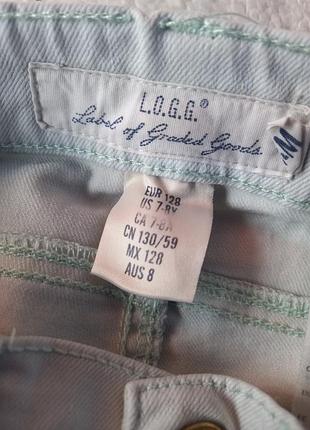 L.O.G.G.®
Label of Graded Goods
M
EUR 128
US 7-8Y
CA 7-8A
CN 130/59
MX 128
AUS 8